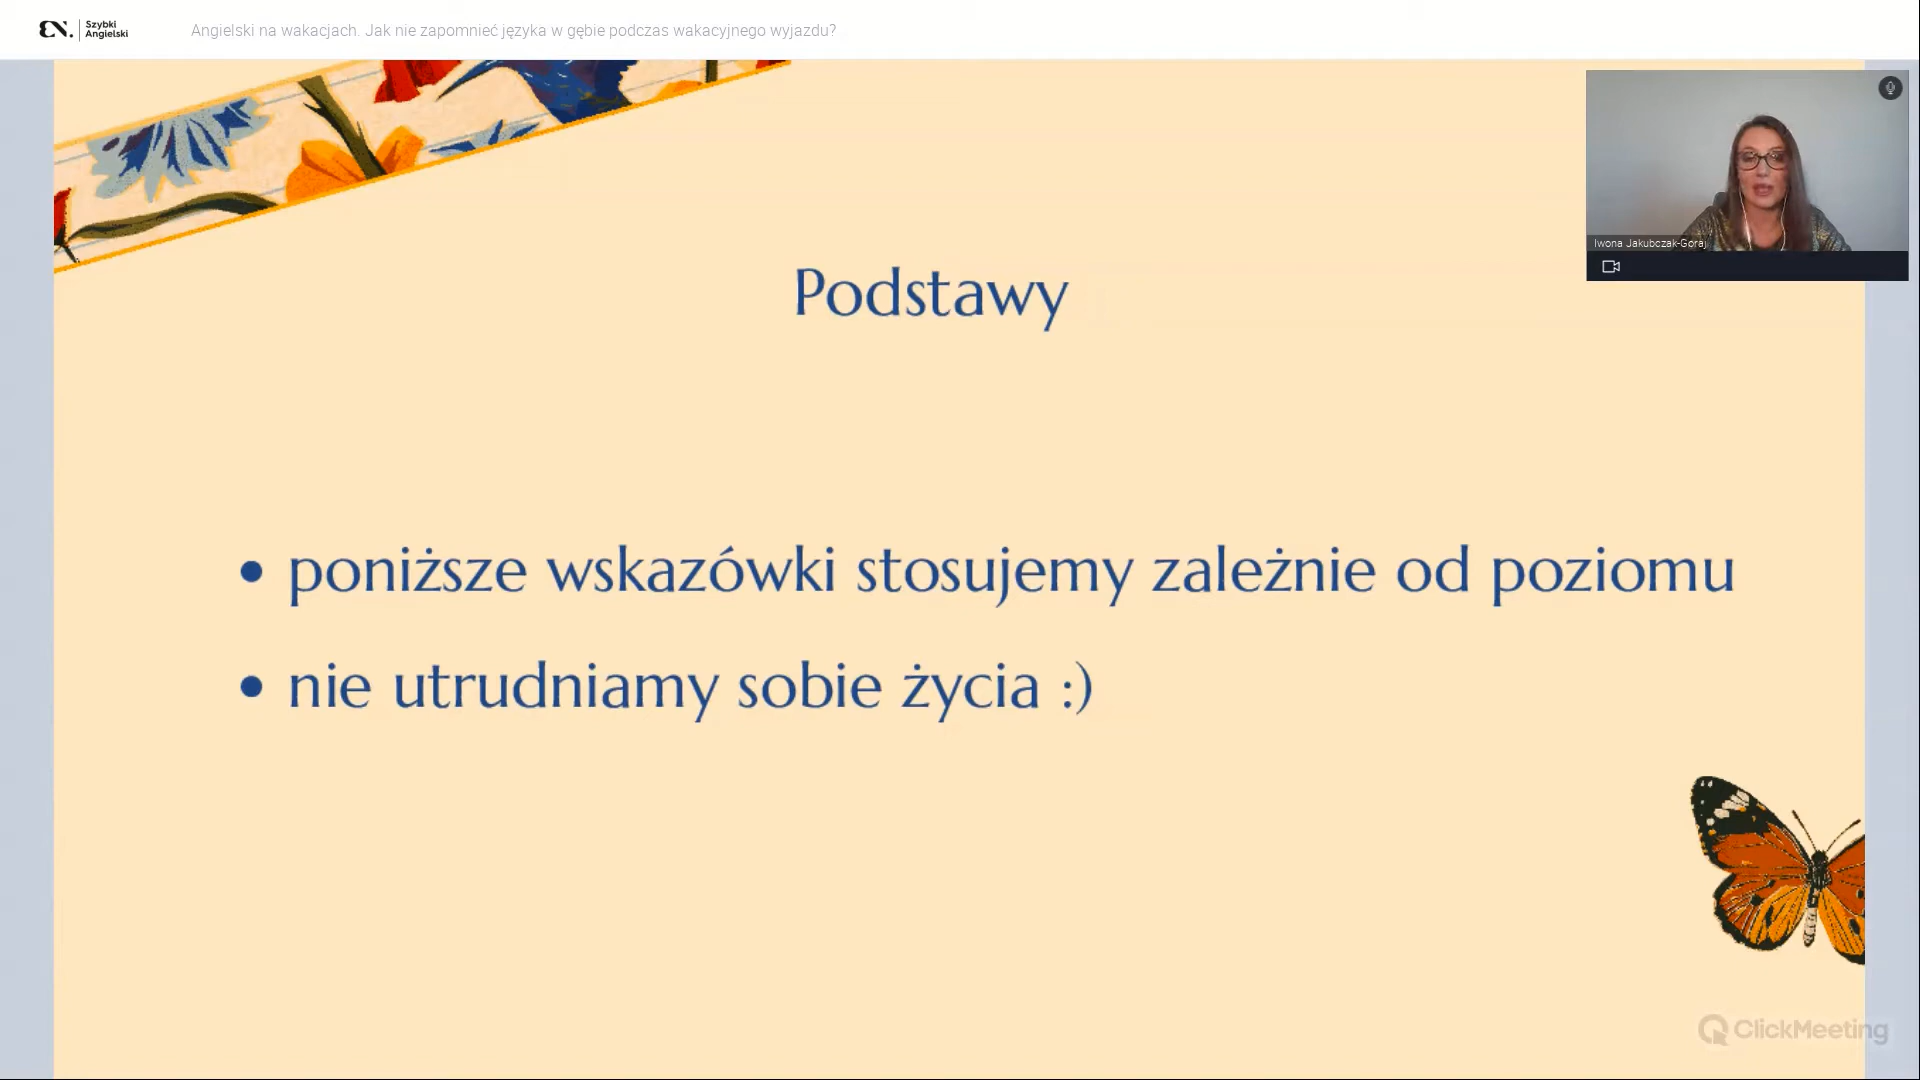 EN.
Szybki
Angielski
Angielski na wakacjach. Jak nie zapomnieć języka w gębie podczas wakacyjnego wyjazdu?
Iwona Jakubczak-Goraj
Podstawy
• poniższe wskazówki stosujemy zależnie od poziomu
• nie utrudniamy sobie życia :)
ClickMeeting